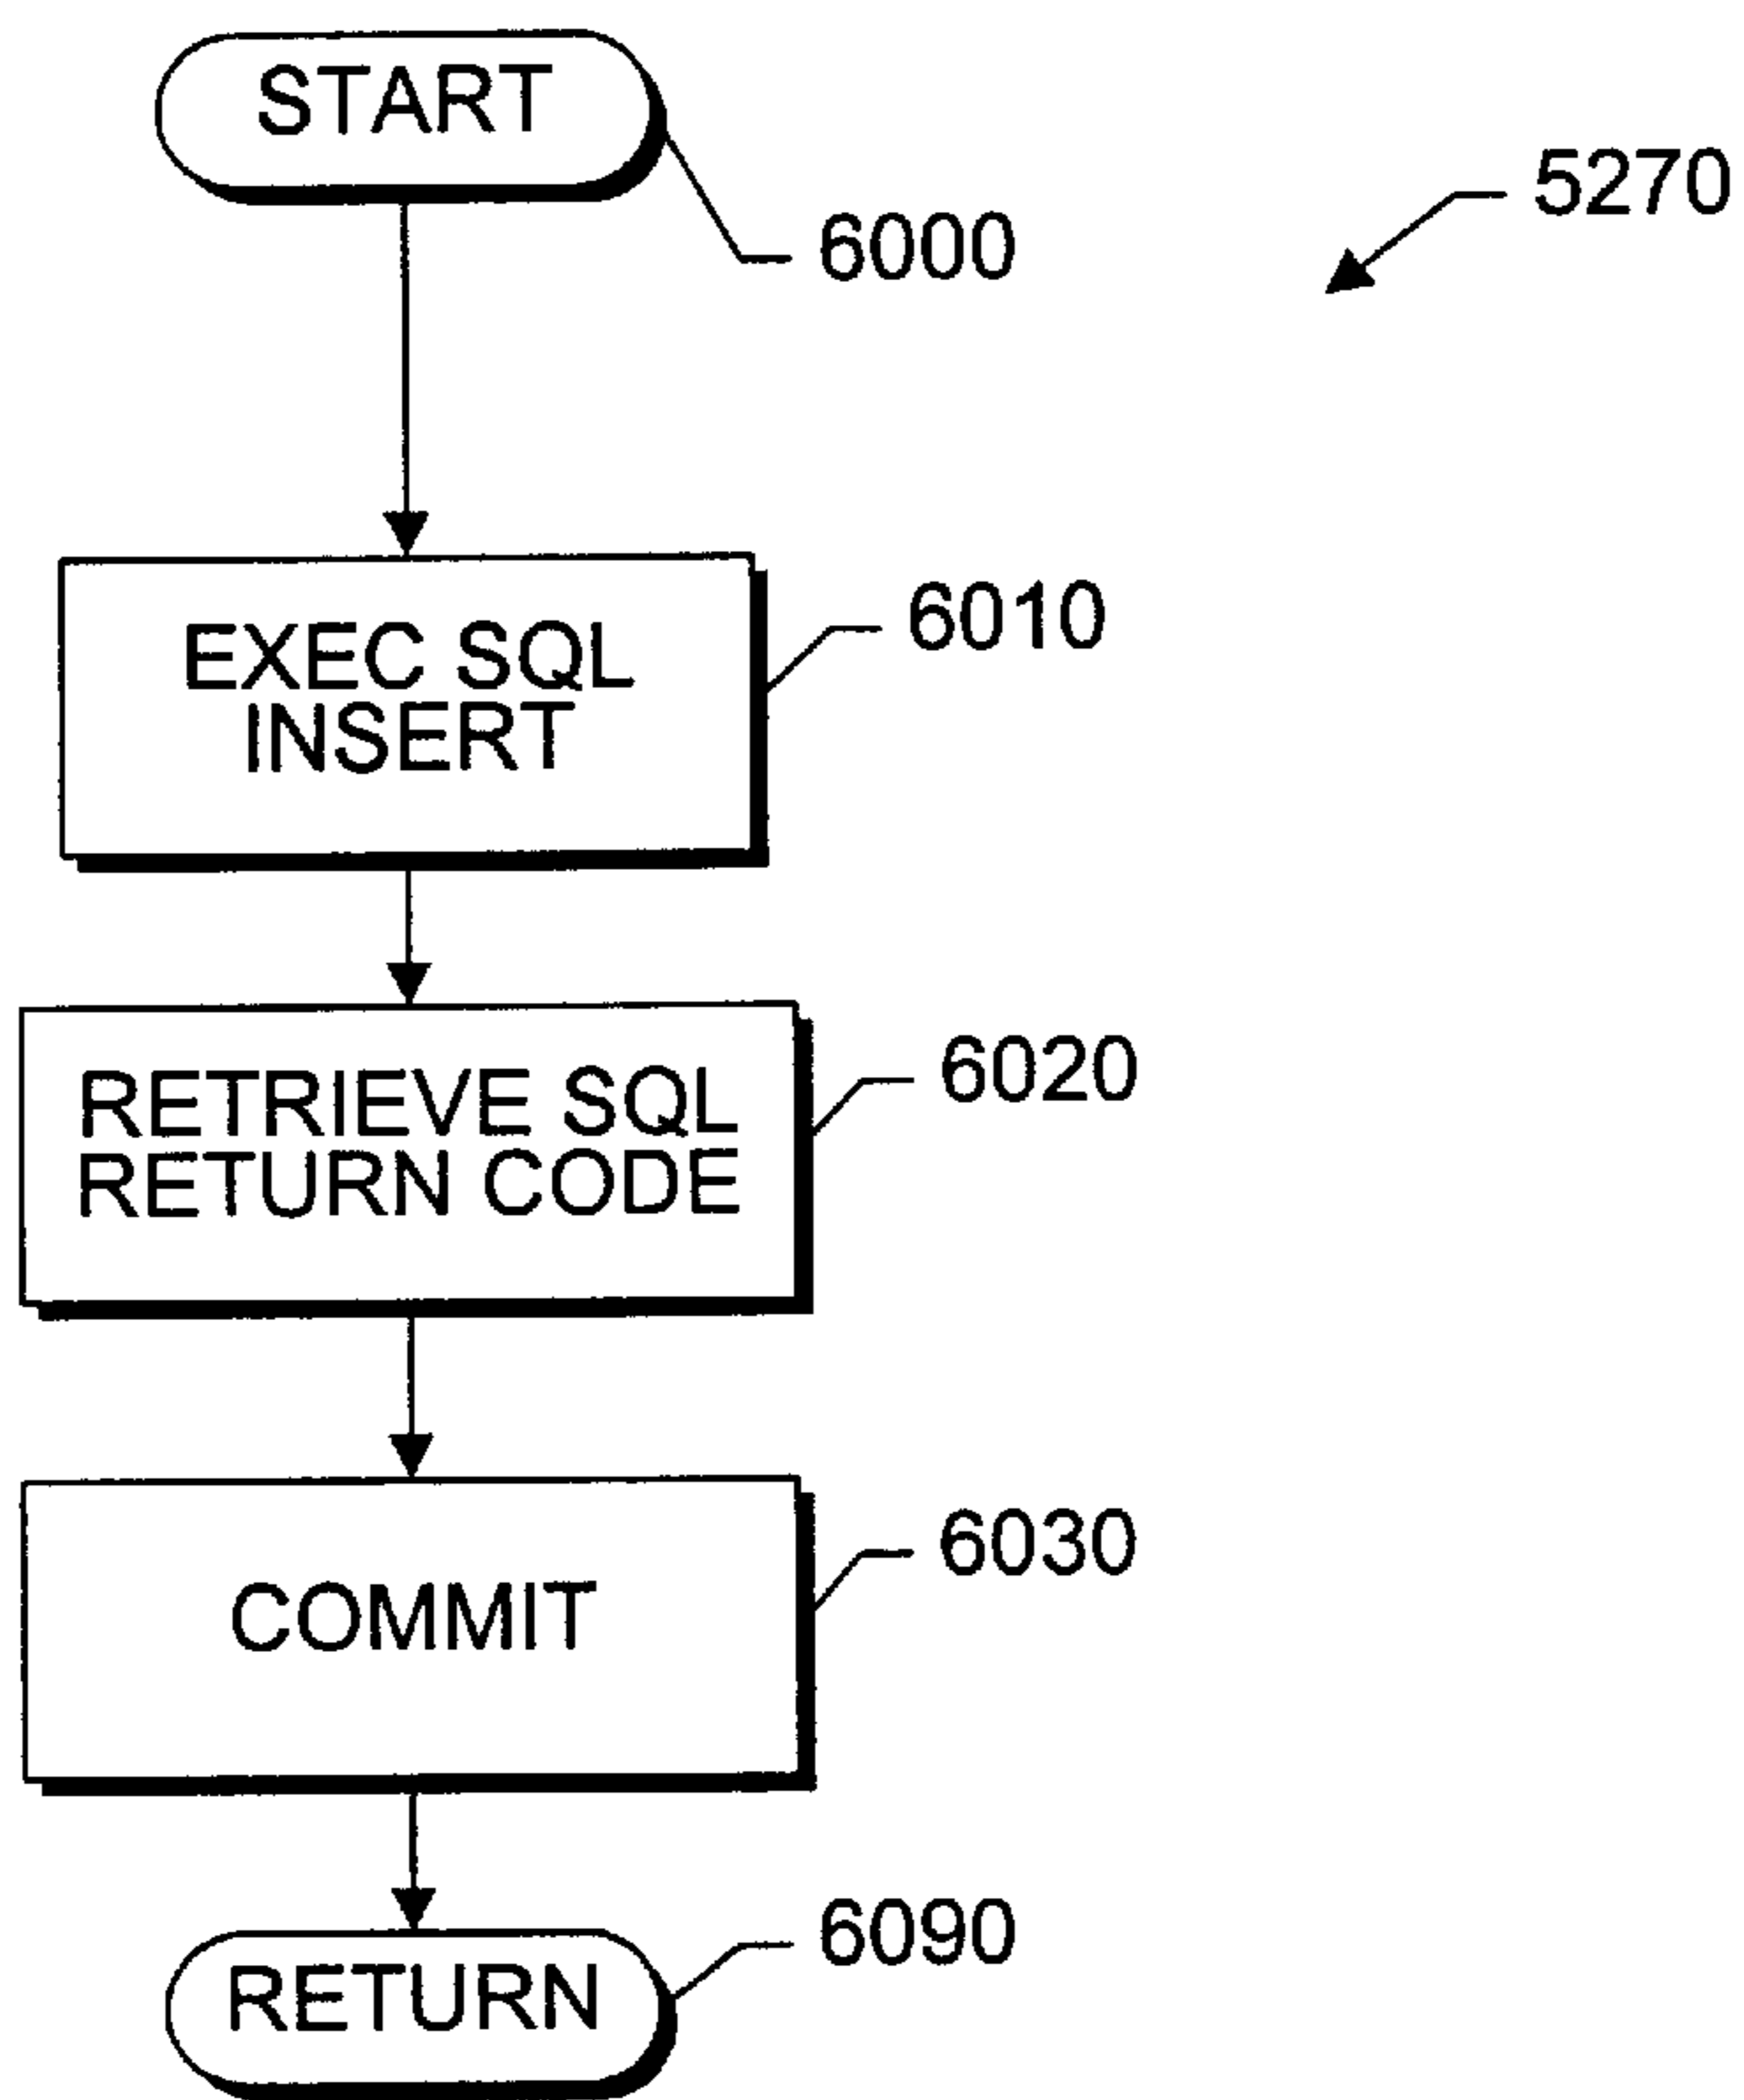 START
5270
6000
EXEC SQL
INSERT
6010
RETRIEVE SQL
RETURN CODE
6020
COMMIT
6030
RETURN
6090